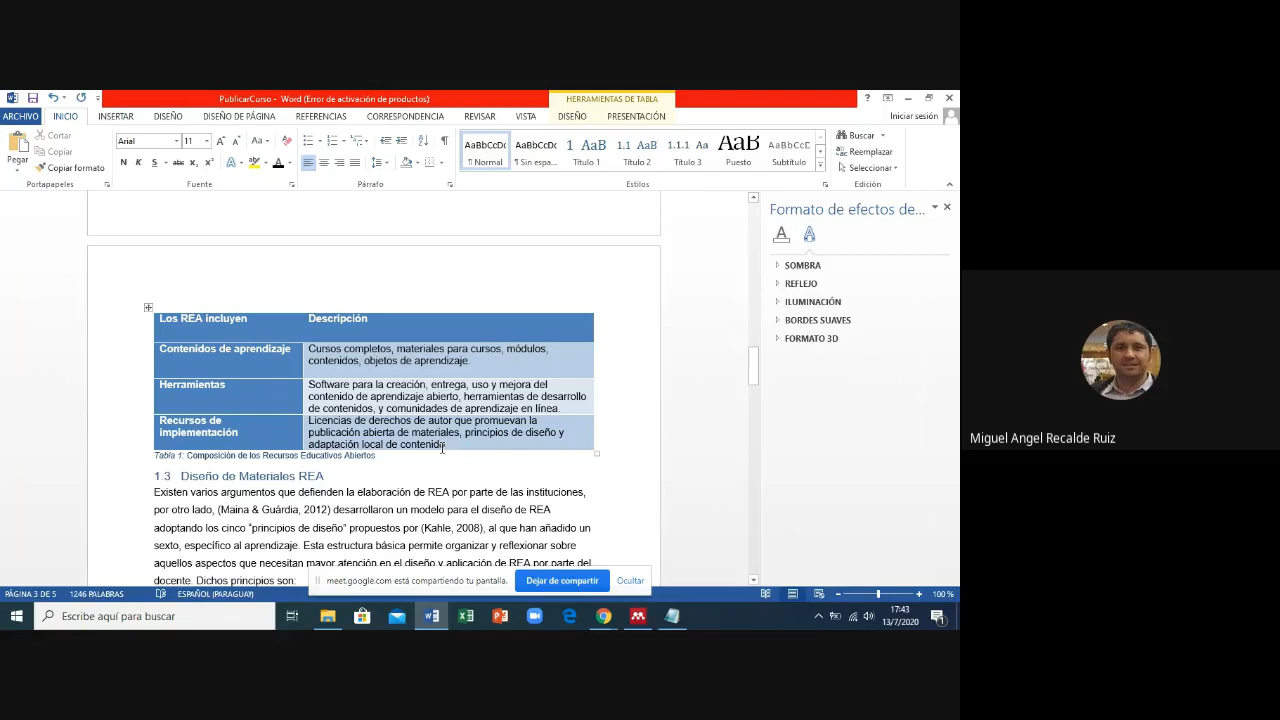 PublicarCurso - Word (Error de activación de productos)
HERRAMIENTAS DE TABLA
ARCHIVO INICIO INSERTAR DISEÑO DISEÑO DE PÁGINA REFERENCIAS CORRESPONDENCIA REVISAR VISTA DISEÑO PRESENTACIÓN Iniciar sesión
Pegar
Cortar
Copiar
Copiar formato
Portapapeles
Arial 11
Fuente
Párrafo
AaBbCcDc AaBbCcDc 1 AaB 1.1 AaB 1.1.1 Aa AaB AaBbCcD
¶ Normal ¶ Sin espa... Título 1 Título 2 Título 3 Puesto Subtítulo
Estilos
Buscar
Reemplazar
Seleccionar
Edición
Formato de efectos de...
SOMBRA
REFLEJO
ILUMINACIÓN
BORDES SUAVES
FORMATO 3D
Los REA incluyen Descripción
Contenidos de aprendizaje Cursos completos, materiales para cursos, módulos,
contenidos, objetos de aprendizaje.
Herramientas Software para la creación, entrega, uso y mejora del
contenido de aprendizaje abierto, herramientas de desarrollo
de contenidos, y comunidades de aprendizaje en línea.
Recursos de Licencias de derechos de autor que promuevan la
implementación publicación abierta de materiales, principios de diseño y
adaptación local de contenido
Tabla 1: Composición de los Recursos Educativos Abiertos
1.3 Diseño de Materiales REA
Existen varios argumentos que defienden la elaboración de REA por parte de las instituciones,
por otro lado, (Maina & Guárdia, 2012) desarrollaron un modelo para el diseño de REA
adoptando los cinco "principios de diseño" propuestos por (Kahle, 2008), al que han añadido un
sexto, específico al aprendizaje. Esta estructura básica permite organizar y reflexionar sobre
aquellos aspectos que necesitan mayor atención en el diseño y aplicación de REA por parte del
docente. Dichos principios son:
meet.google.com está compartiendo tu pantalla. Dejar de compartir Ocultar
PÁGINA 3 DE 5 1246 PALABRAS ESPAÑOL (PARAGUAY) 100 %
Escribe aquí para buscar
17:43
13/7/2020
Miguel Angel Recalde Ruiz